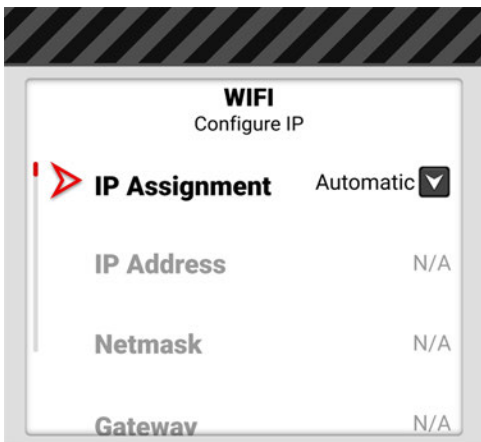 WIFI
Configure IP
IP Assignment Automatic
IP Address N/A
Netmask N/A
Gateway N/A